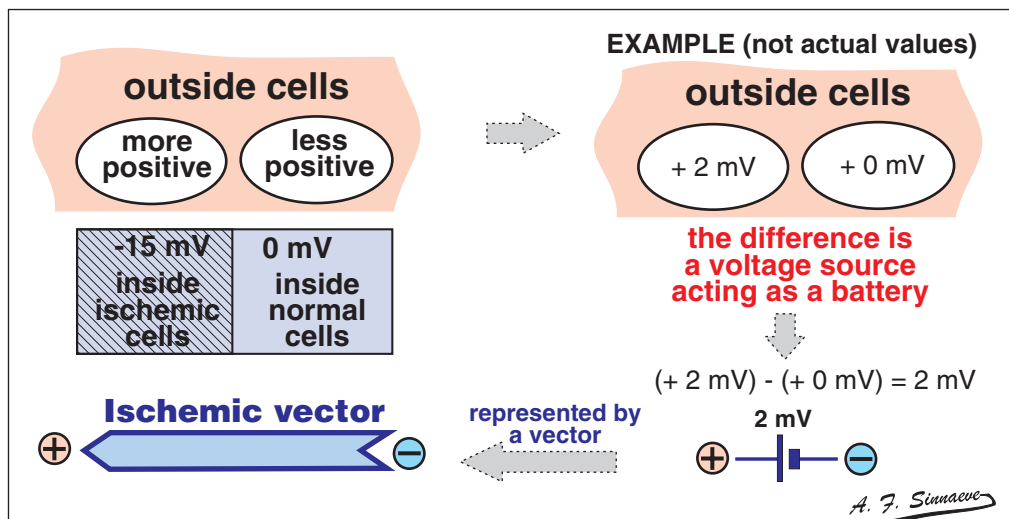 EXAMPLE (not actual values)
outside cells
more
positive
less
positive
outside cells
+ 2 mV
+ 0 mV
-15 mV
inside
ischemic
cells
0 mV
inside
normal
cells
the difference is
a voltage source
acting as a battery
(+ 2 mV) - (+ 0 mV) = 2 mV
Ischemic vector
+
−
represented by
a vector
2 mV
+
−
A. F. Sinnaeve